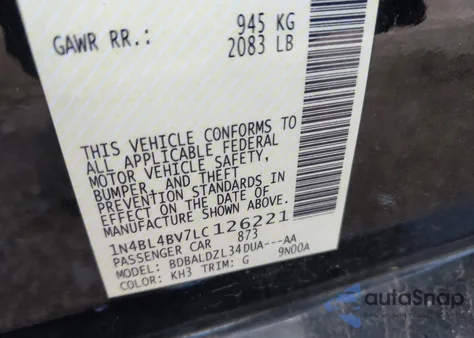 GAWR RR.: 945 KG
2083 LB
THIS VEHICLE CONFORMS TO
ALL APPLICABLE FEDERAL
MOTOR VEHICLE SAFETY,
BUMPER, AND THEFT
PREVENTION STANDARDS IN
EFFECT ON THE DATE OF
MANUFACTURE SHOWN ABOVE.
1N4BL4BV7LC126221
PASSENGER CAR 873
MODEL: BDBALDZL34DUA---AA
COLOR: KH3 TRIM: G 9N00A
autoSnap